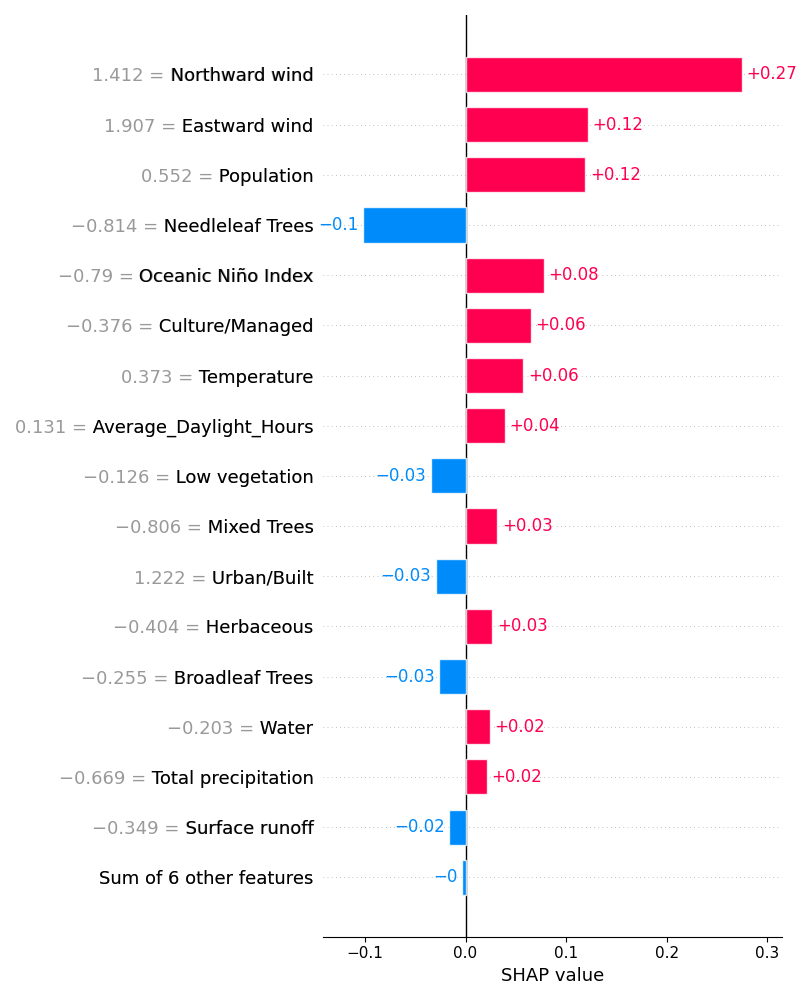 1.412 = Northward wind +0.27
1.907 = Eastward wind +0.12
0.552 = Population +0.12
−0.814 = Needleleaf Trees −0.1
−0.79 = Oceanic Niño Index +0.08
−0.376 = Culture/Managed +0.06
0.373 = Temperature +0.06
0.131 = Average_Daylight_Hours +0.04
−0.126 = Low vegetation −0.03
−0.806 = Mixed Trees +0.03
1.222 = Urban/Built −0.03
−0.404 = Herbaceous +0.03
−0.255 = Broadleaf Trees −0.03
−0.203 = Water +0.02
−0.669 = Total precipitation +0.02
−0.349 = Surface runoff −0.02
Sum of 6 other features −0
−0.1 0.0 0.1 0.2 0.3
SHAP value